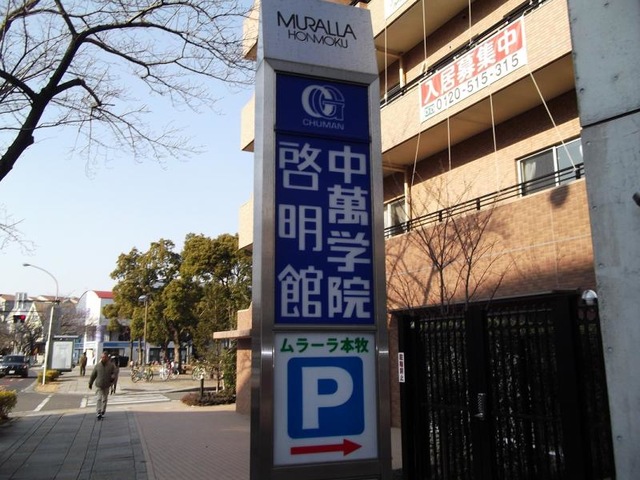 MURALLA
HONMOKU
CHUMAN
中萬学院
啓明館
ムラーラ本牧
P
入居募集中
0120-515-315